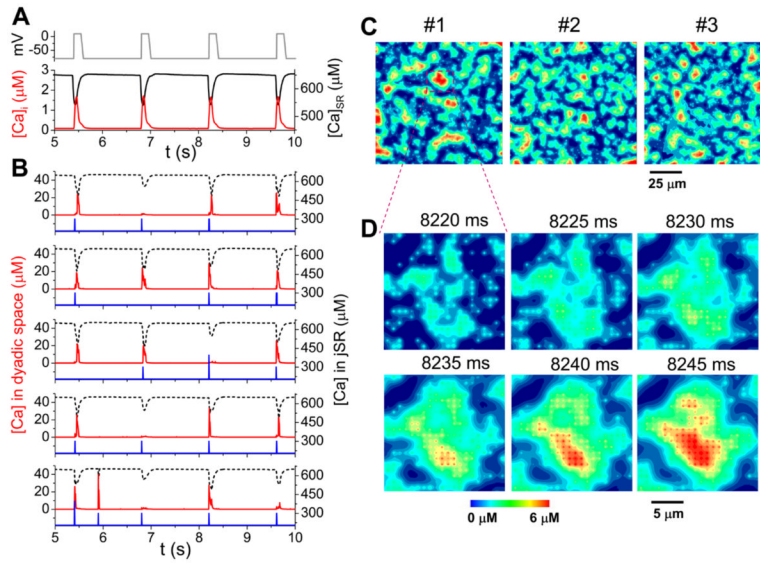 A
mV
0
-50
[Ca]i (μM)
3
2
1
0
600
450
[Ca]SR (μM)
5 6 7 8 9 10
t (s)
B
[Ca] in dyadic space (μM)
[Ca] in jSR (μM)
40
20
0
600
450
300
40
20
0
600
450
300
40
20
0
600
450
300
40
20
0
600
450
300
40
20
0
600
450
300
5 6 7 8 9 10
t (s)
C
#1 #2 #3
25 μm
D
8220 ms 8225 ms 8230 ms
8235 ms 8240 ms 8245 ms
0 μM 6 μM
5 μm